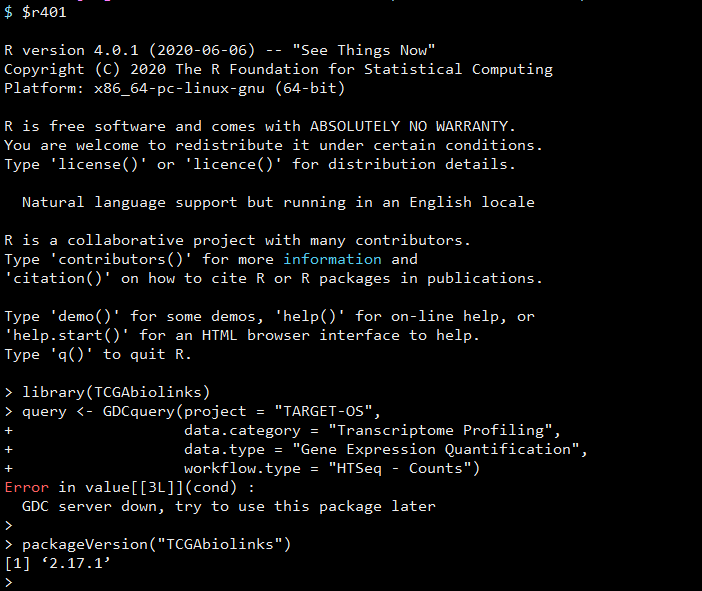 $ $r401
R version 4.0.1 (2020-06-06) -- "See Things Now"
Copyright (C) 2020 The R Foundation for Statistical Computing
Platform: x86_64-pc-linux-gnu (64-bit)
R is free software and comes with ABSOLUTELY NO WARRANTY.
You are welcome to redistribute it under certain conditions.
Type 'license()' or 'licence()' for distribution details.
Natural language support but running in an English locale
R is a collaborative project with many contributors.
Type 'contributors()' for more information and
'citation()' on how to cite R or R packages in publications.
Type 'demo()' for some demos, 'help()' for on-line help, or
'help.start()' for an HTML browser interface to help.
Type 'q()' to quit R.
> library(TCGAbiolinks)
> query <- GDCquery(project = "TARGET-OS",
+                   data.category = "Transcriptome Profiling",
+                   data.type = "Gene Expression Quantification",
+                   workflow.type = "HTSeq - Counts")
Error in value[[3L]](cond) :
  GDC server down, try to use this package later
>
> packageVersion("TCGAbiolinks")
[1] ‘2.17.1’
>